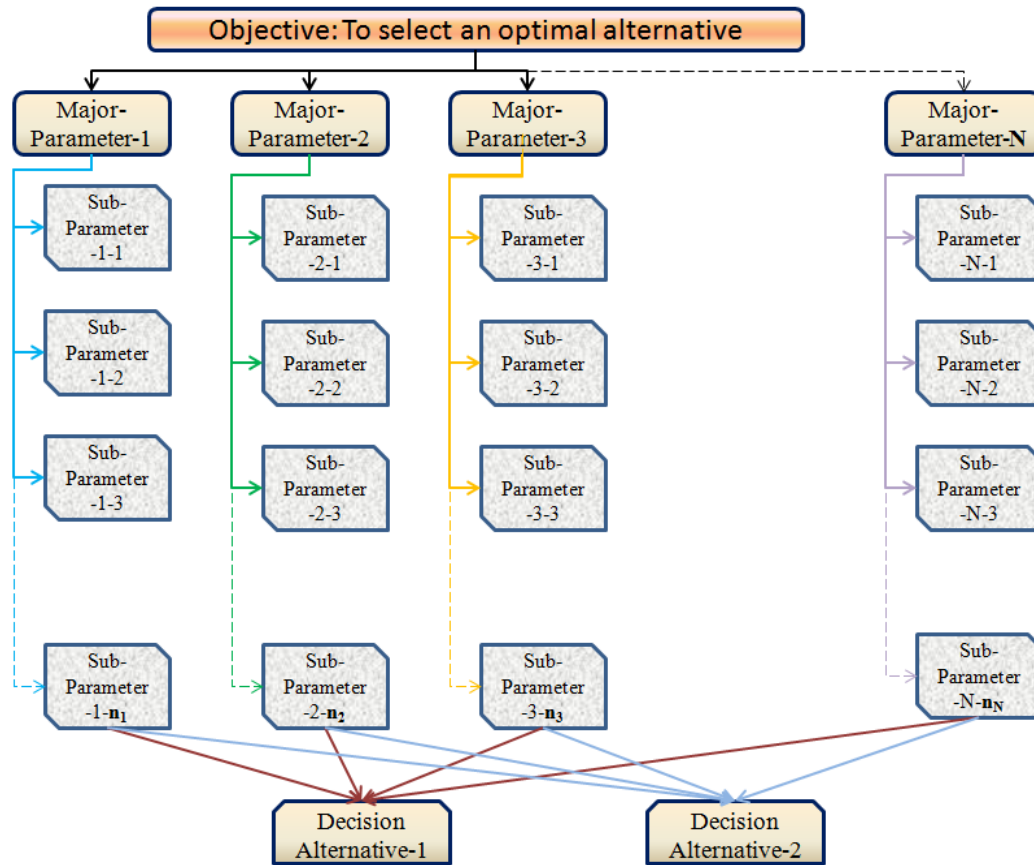 Objective: To select an optimal alternative
Major-
Parameter-1
Major-
Parameter-2
Major-
Parameter-3
Major-
Parameter-N
Sub-
Parameter
-1-1
Sub-
Parameter
-2-1
Sub-
Parameter
-3-1
Sub-
Parameter
-N-1
Sub-
Parameter
-1-2
Sub-
Parameter
-2-2
Sub-
Parameter
-3-2
Sub-
Parameter
-N-2
Sub-
Parameter
-1-3
Sub-
Parameter
-2-3
Sub-
Parameter
-3-3
Sub-
Parameter
-N-3
Sub-
Parameter
-1-n₁
Sub-
Parameter
-2-n₂
Sub-
Parameter
-3-n₃
Sub-
Parameter
-N-n_N
Decision
Alternative-1
Decision
Alternative-2